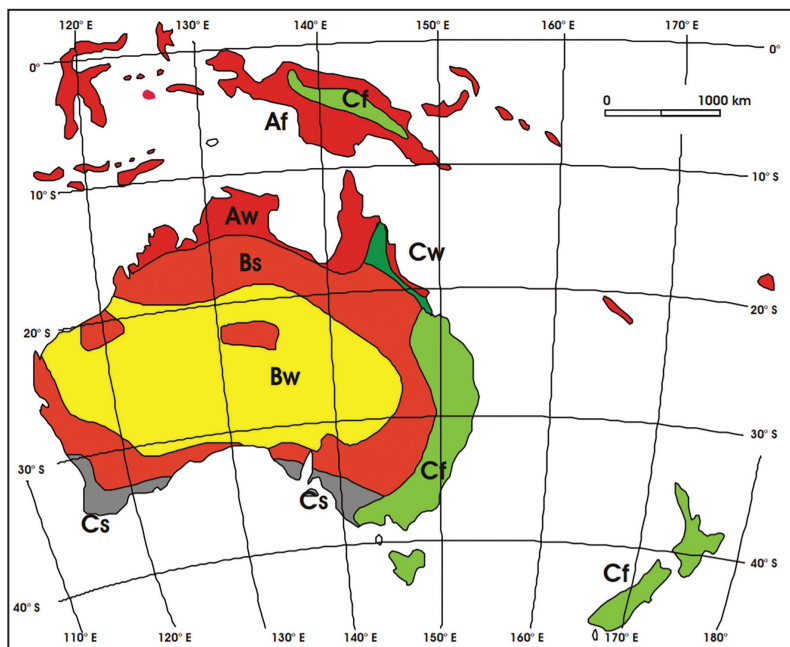 120° E 130° E 140° E 150° E 160° E 170° E
0° 0°
Cf
0 1000 km
Af
10° S 10° S
Aw
Cw
Bs
20° S 20° S
Bw
30° S 30° S
Cf
Cs Cs
Cf
40° S 40° S
110° E 120° E 130° E 140° E 150° E 160° E 170° E 180°